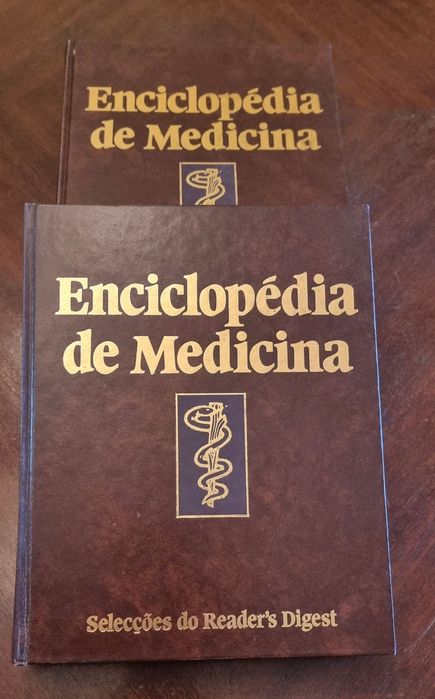 Enciclopédia
de Medicina
Enciclopédia
de Medicina
Selecções do Reader's Digest